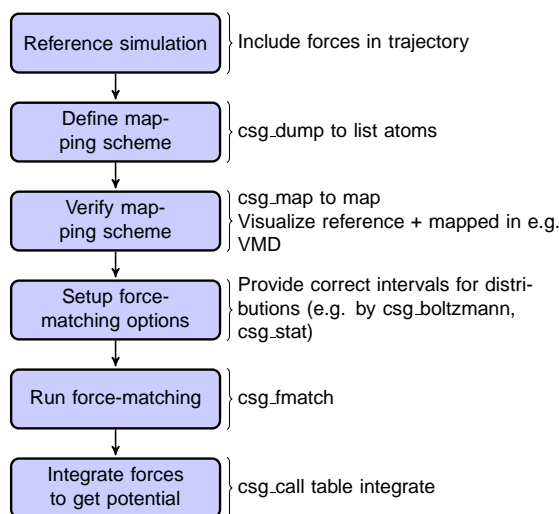 Reference simulation
Include forces in trajectory
Define map-
ping scheme
csg_dump to list atoms
Verify map-
ping scheme
csg_map to map
Visualize reference + mapped in e.g.
VMD
Setup force-
matching options
Provide correct intervals for distri-
butions (e.g. by csg_boltzmann,
csg_stat)
Run force-matching
csg_fmatch
Integrate forces
to get potential
csg_call table integrate